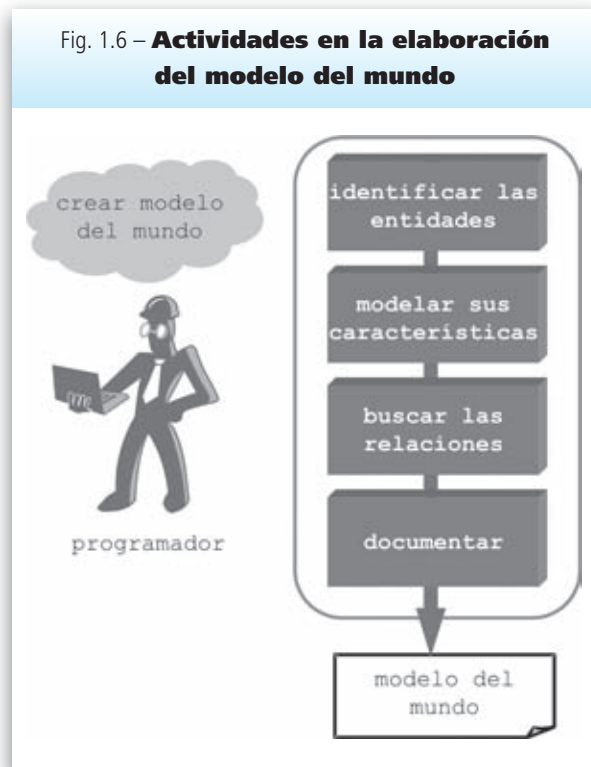 Fig. 1.6 – Actividades en la elaboración
del modelo del mundo
crear modelo
del mundo
programador
identificar las
entidades
modelar sus
características
buscar las
relaciones
documentar
modelo del
mundo